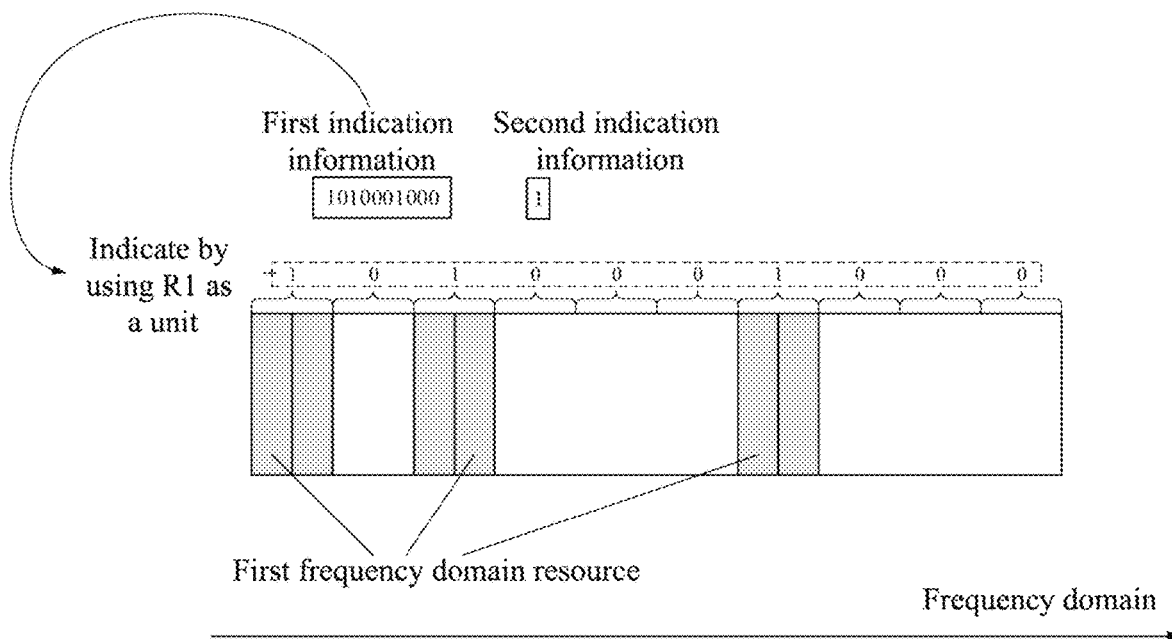 First indication
information
Second indication
information
1010001000
1
Indicate by
using R1 as
a unit
1 0 1 0 0 0 1 0 0 0
First frequency domain resource
Frequency domain